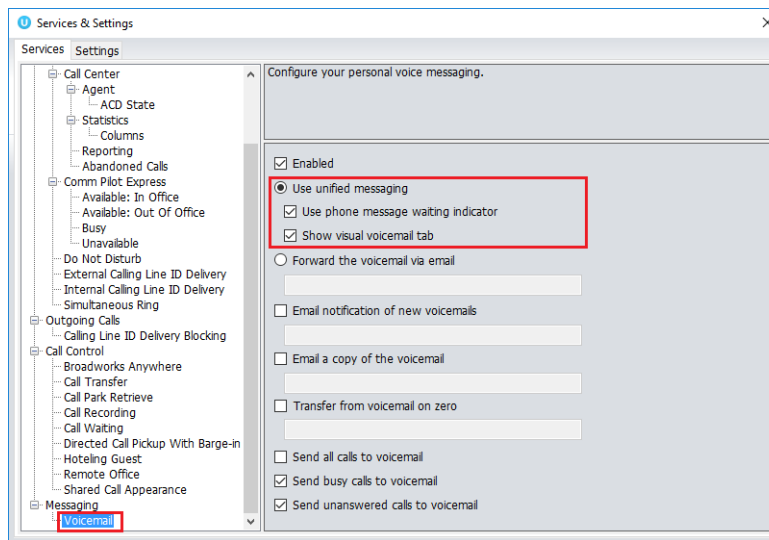 Services & Settings
Services Settings
Call Center
Agent
ACD State
Statistics
Columns
Reporting
Abandoned Calls
Comm Pilot Express
Available: In Office
Available: Out Of Office
Busy
Unavailable
Do Not Disturb
External Calling Line ID Delivery
Internal Calling Line ID Delivery
Simultaneous Ring
Outgoing Calls
Calling Line ID Delivery Blocking
Call Control
Broadworks Anywhere
Call Transfer
Call Park Retrieve
Call Recording
Call Waiting
Directed Call Pickup With Barge-in
Hoteling Guest
Remote Office
Shared Call Appearance
Messaging
Voicemail
Configure your personal voice messaging.
Enabled
Use unified messaging
Use phone message waiting indicator
Show visual voicemail tab
Forward the voicemail via email
Email notification of new voicemails
Email a copy of the voicemail
Transfer from voicemail on zero
Send all calls to voicemail
Send busy calls to voicemail
Send unanswered calls to voicemail